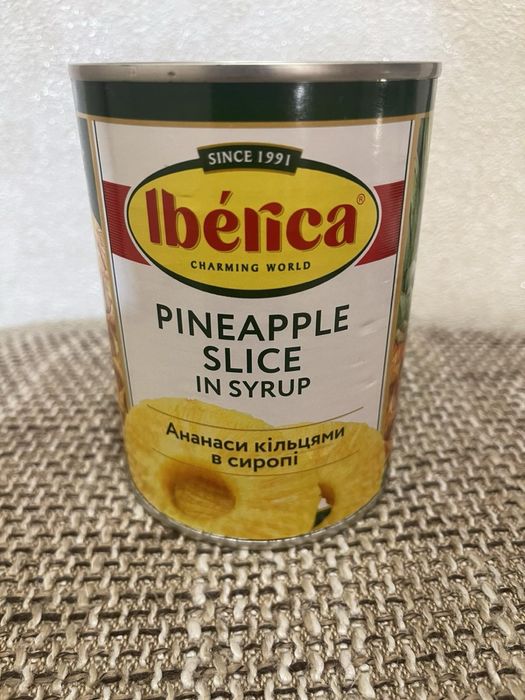 SINCE 1991
Ibérica®
CHARMING WORLD
PINEAPPLE
SLICE
IN SYRUP
Ананаси кільцями
в сиропі